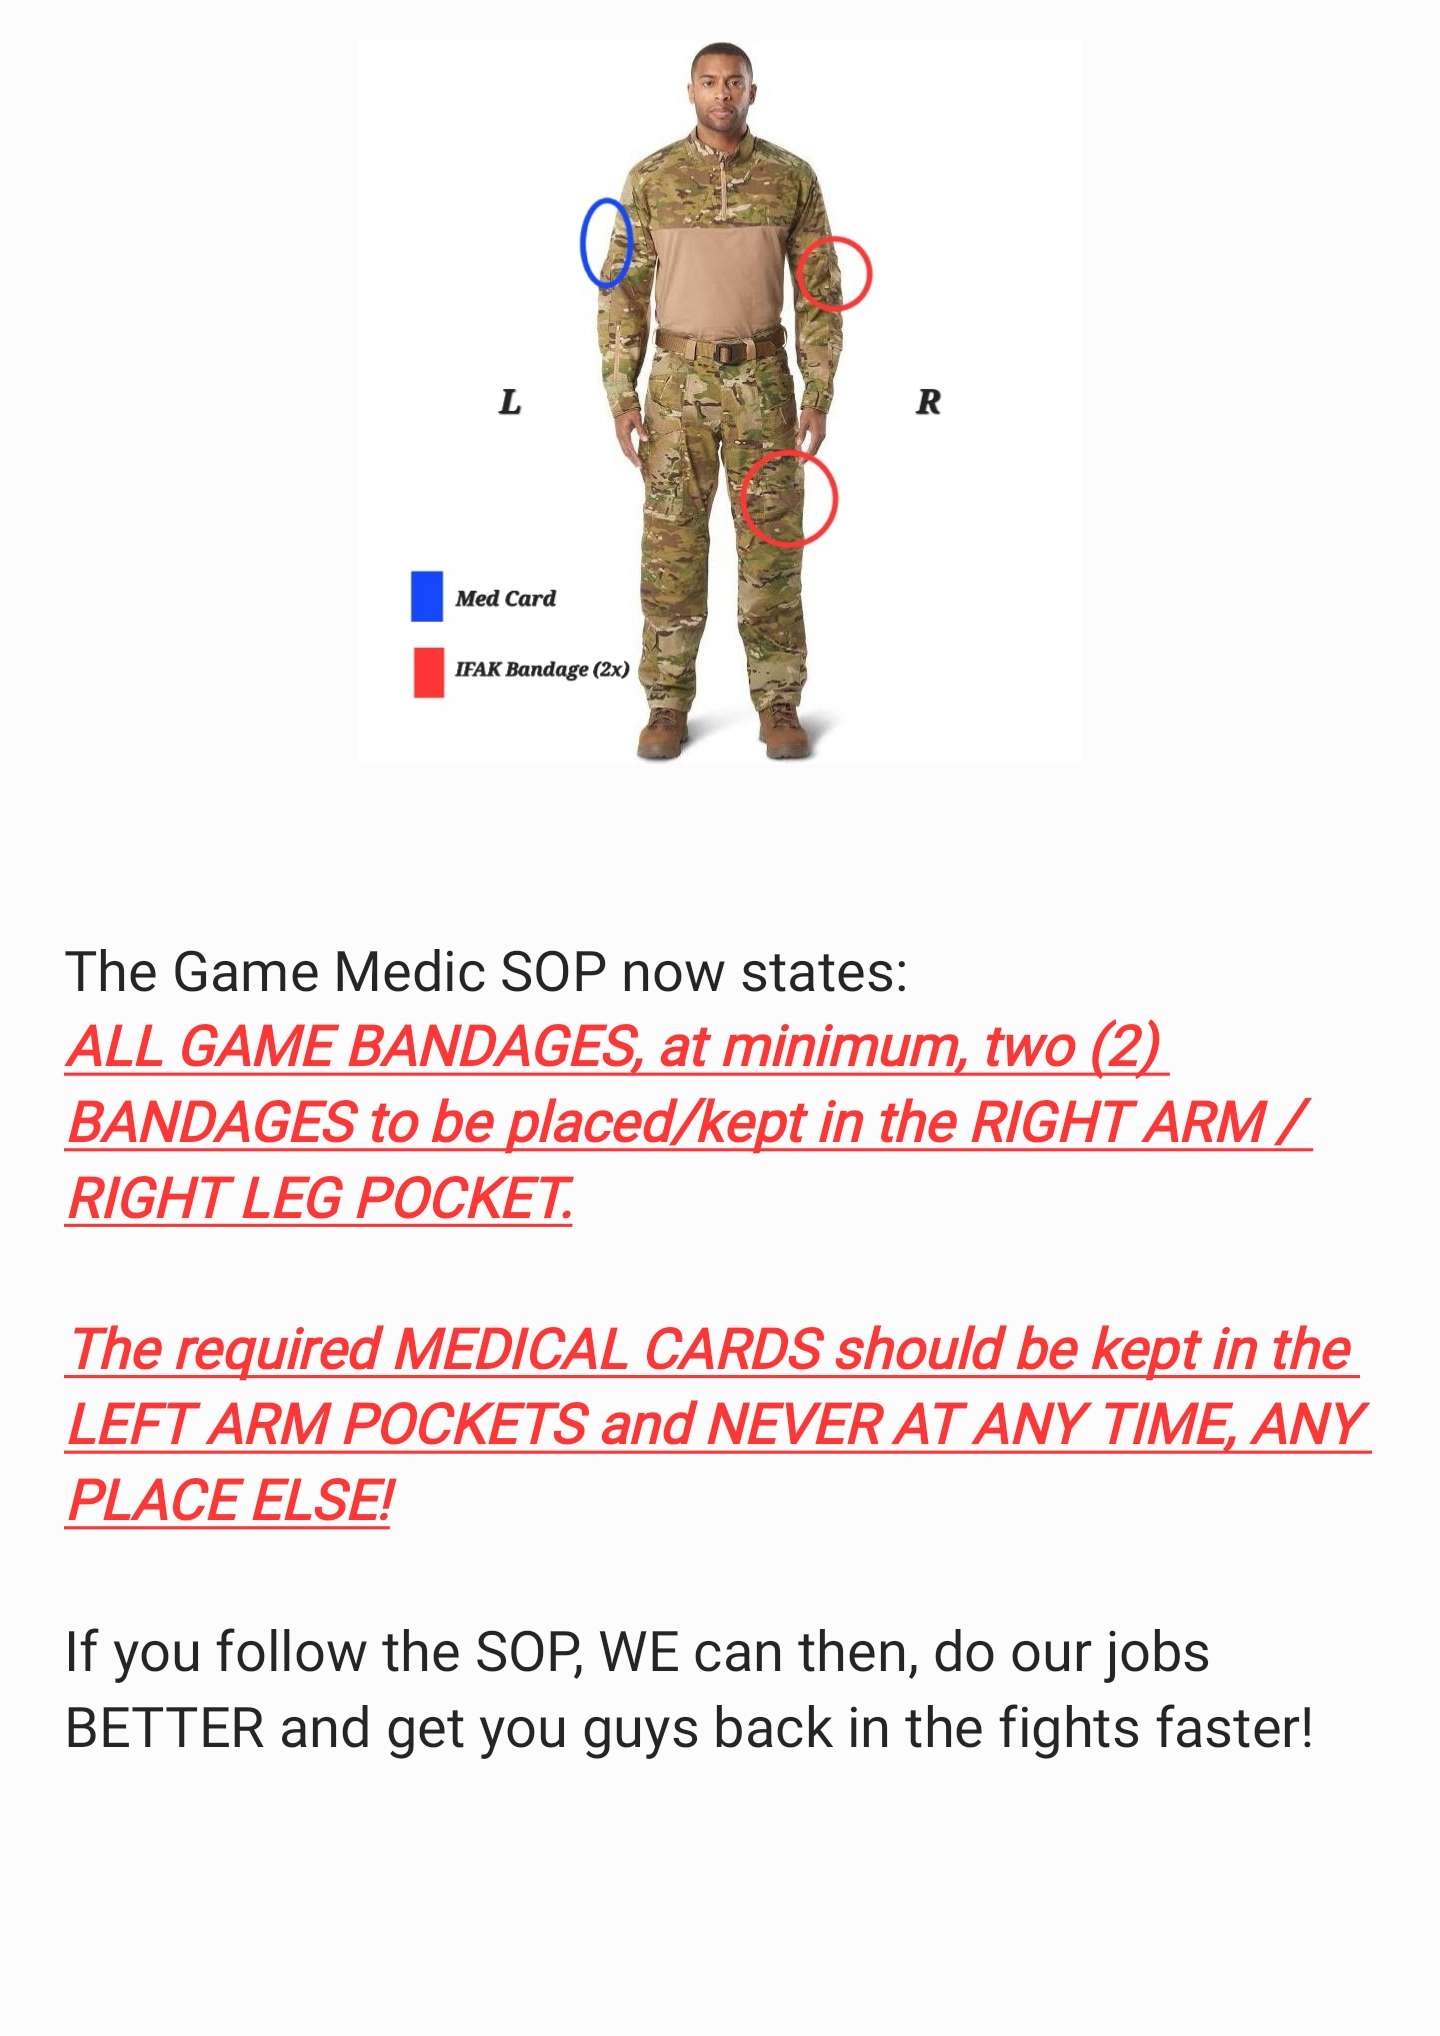 L
R
Med Card
IFAK Bandage (2x)
The Game Medic SOP now states:
ALL GAME BANDAGES, at minimum, two (2)
BANDAGES to be placed/kept in the RIGHT ARM /
RIGHT LEG POCKET.
The required MEDICAL CARDS should be kept in the
LEFT ARM POCKETS and NEVER AT ANY TIME, ANY
PLACE ELSE!
If you follow the SOP, WE can then, do our jobs
BETTER and get you guys back in the fights faster!